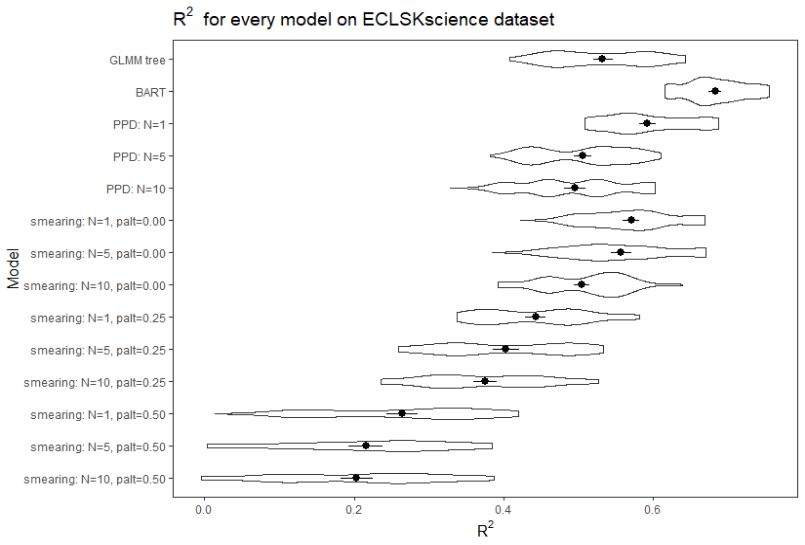 R² for every model on ECLSKscience dataset
Model
GLMM tree
BART
PPD: N=1
PPD: N=5
PPD: N=10
smearing: N=1, palt=0.00
smearing: N=5, palt=0.00
smearing: N=10, palt=0.00
smearing: N=1, palt=0.25
smearing: N=5, palt=0.25
smearing: N=10, palt=0.25
smearing: N=1, palt=0.50
smearing: N=5, palt=0.50
smearing: N=10, palt=0.50
0.0 0.2 0.4 0.6
R²